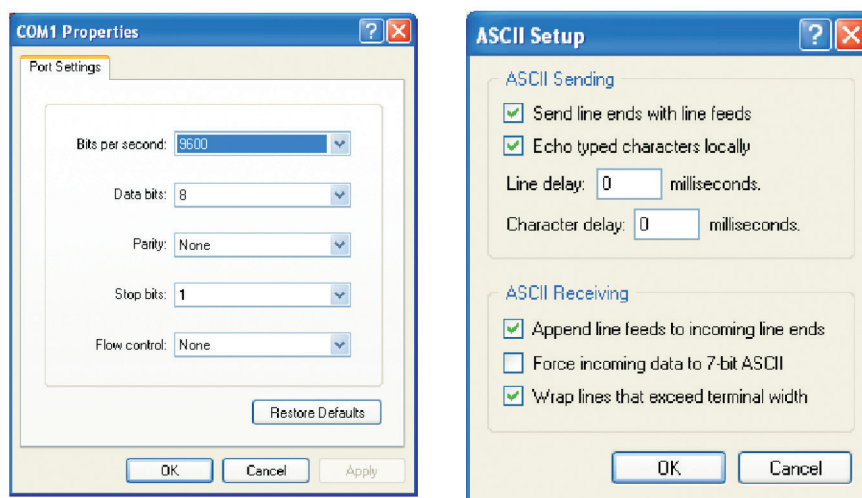 COM1 Properties
Port Settings
Bits per second: 9600
Data bits: 8
Parity: None
Stop bits: 1
Flow control: None
Restore Defaults
OK Cancel Apply
ASCII Setup
ASCII Sending
Send line ends with line feeds
Echo typed characters locally
Line delay: 0 milliseconds.
Character delay: 0 milliseconds.
ASCII Receiving
Append line feeds to incoming line ends
Force incoming data to 7-bit ASCII
Wrap lines that exceed terminal width
OK Cancel